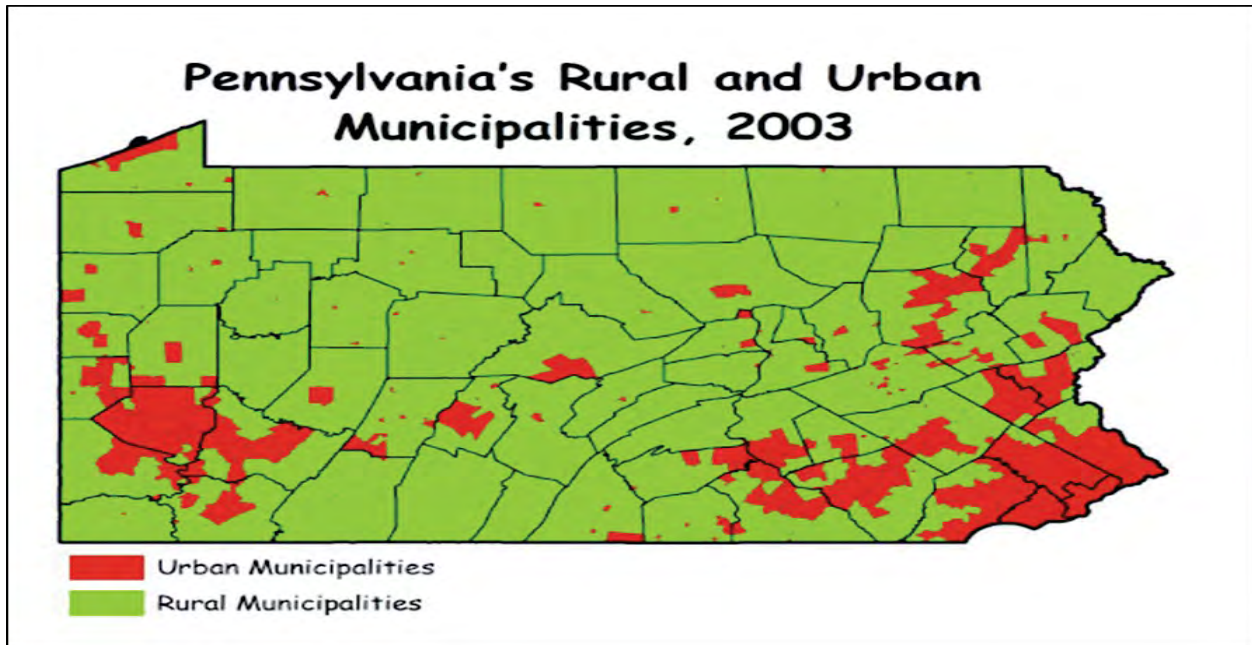 Pennsylvania's Rural and Urban
Municipalities, 2003
Urban Municipalities
Rural Municipalities